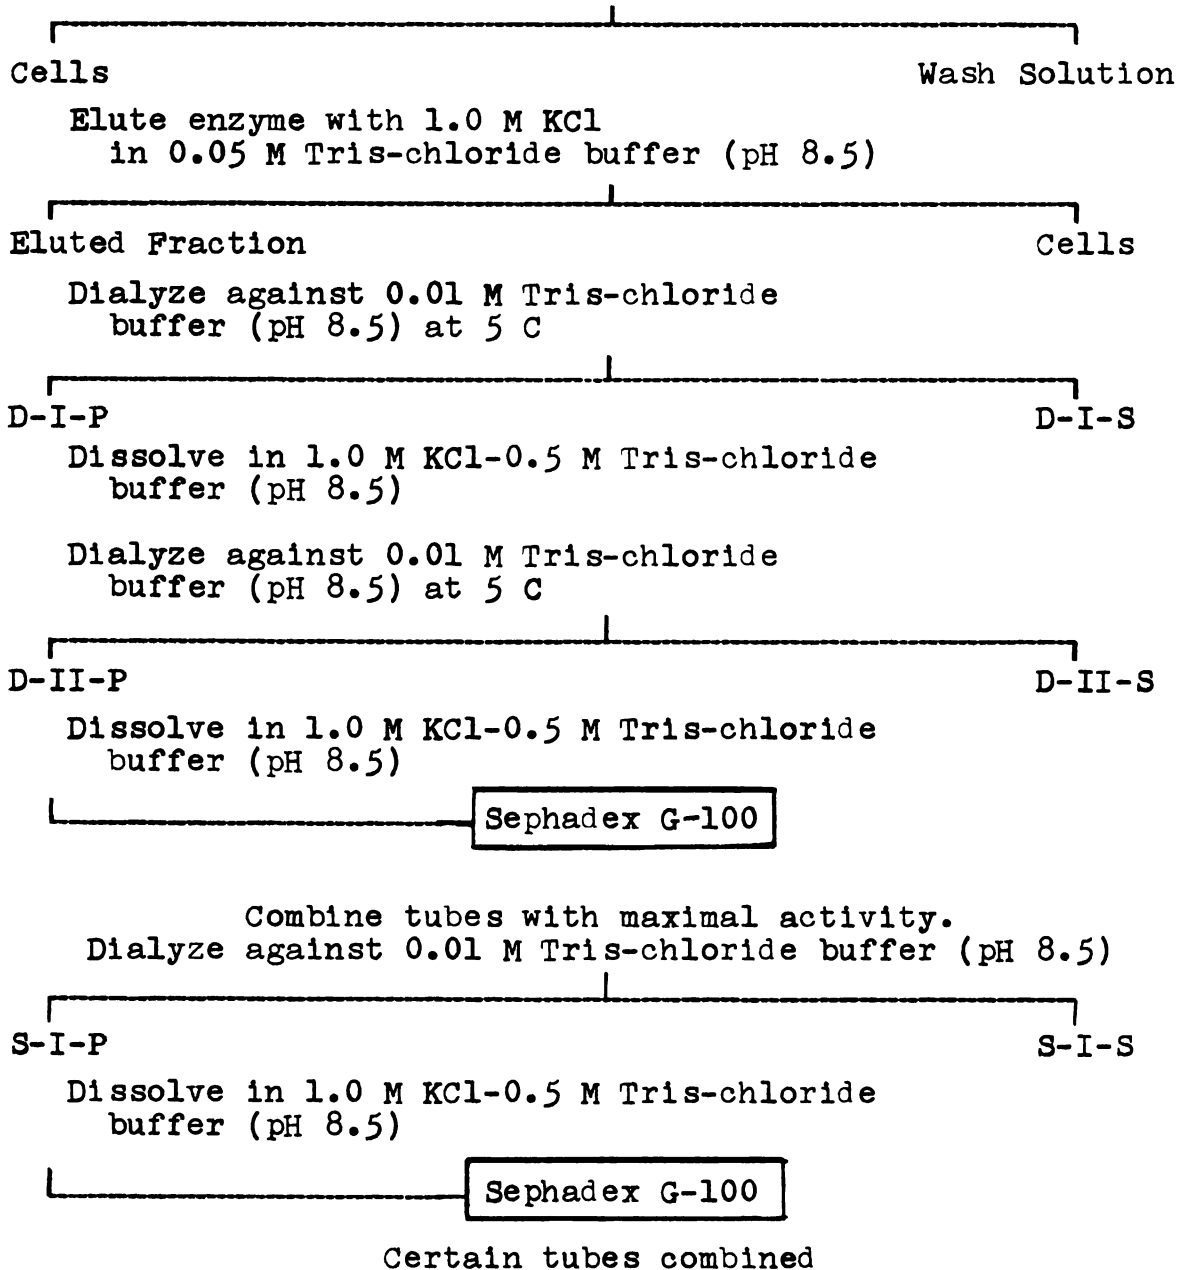 Cells Wash Solution
Elute enzyme with 1.0 M KCl
in 0.05 M Tris-chloride buffer (pH 8.5)
Eluted Fraction Cells
Dialyze against 0.01 M Tris-chloride
buffer (pH 8.5) at 5 C
D-I-P D-I-S
Dissolve in 1.0 M KCl-0.5 M Tris-chloride
buffer (pH 8.5)
Dialyze against 0.01 M Tris-chloride
buffer (pH 8.5) at 5 C
D-II-P D-II-S
Dissolve in 1.0 M KCl-0.5 M Tris-chloride
buffer (pH 8.5)
Sephadex G-100
Combine tubes with maximal activity.
Dialyze against 0.01 M Tris-chloride buffer (pH 8.5)
S-I-P S-I-S
Dissolve in 1.0 M KCl-0.5 M Tris-chloride
buffer (pH 8.5)
Sephadex G-100
Certain tubes combined